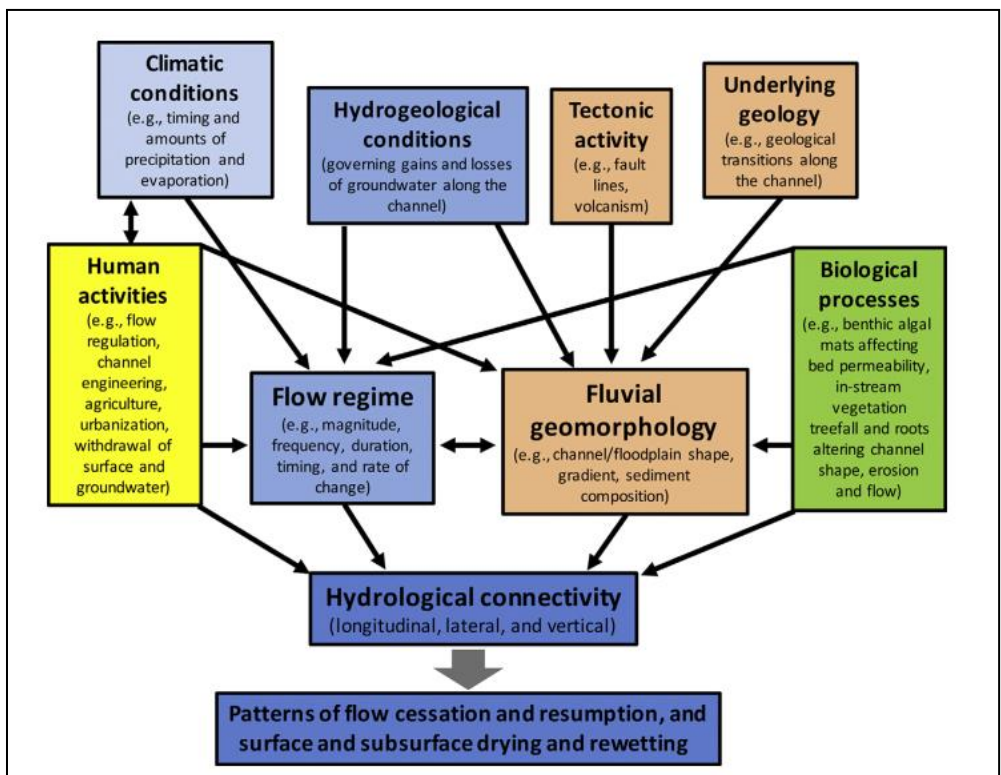 Climatic
conditions
(e.g., timing and
amounts of
precipitation and
evaporation)
Hydrogeological
conditions
(governing gains and losses
of groundwater along the
channel)
Tectonic
activity
(e.g., fault
lines,
volcanism)
Underlying
geology
(e.g., geological
transitions along
the channel)
Human
activities
(e.g., flow
regulation,
channel
engineering,
agriculture,
urbanization,
withdrawal of
surface and
groundwater)
Flow regime
(e.g., magnitude,
frequency, duration,
timing, and rate of
change)
Fluvial
geomorphology
(e.g., channel/floodplain shape,
gradient, sediment
composition)
Biological
processes
(e.g., benthic algal
mats affecting
bed permeability,
in-stream
vegetation
treefall and roots
altering channel
shape, erosion
and flow)
Hydrological connectivity
(longitudinal, lateral, and vertical)
Patterns of flow cessation and resumption, and
surface and subsurface drying and rewetting